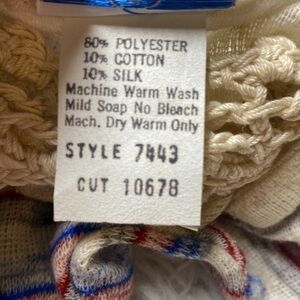 80% POLYESTER
10% COTTON
10% SILK
Machine Warm Wash
Mild Soap No Bleach
Mach. Dry Warm Only
STYLE 7443
CUT 10678